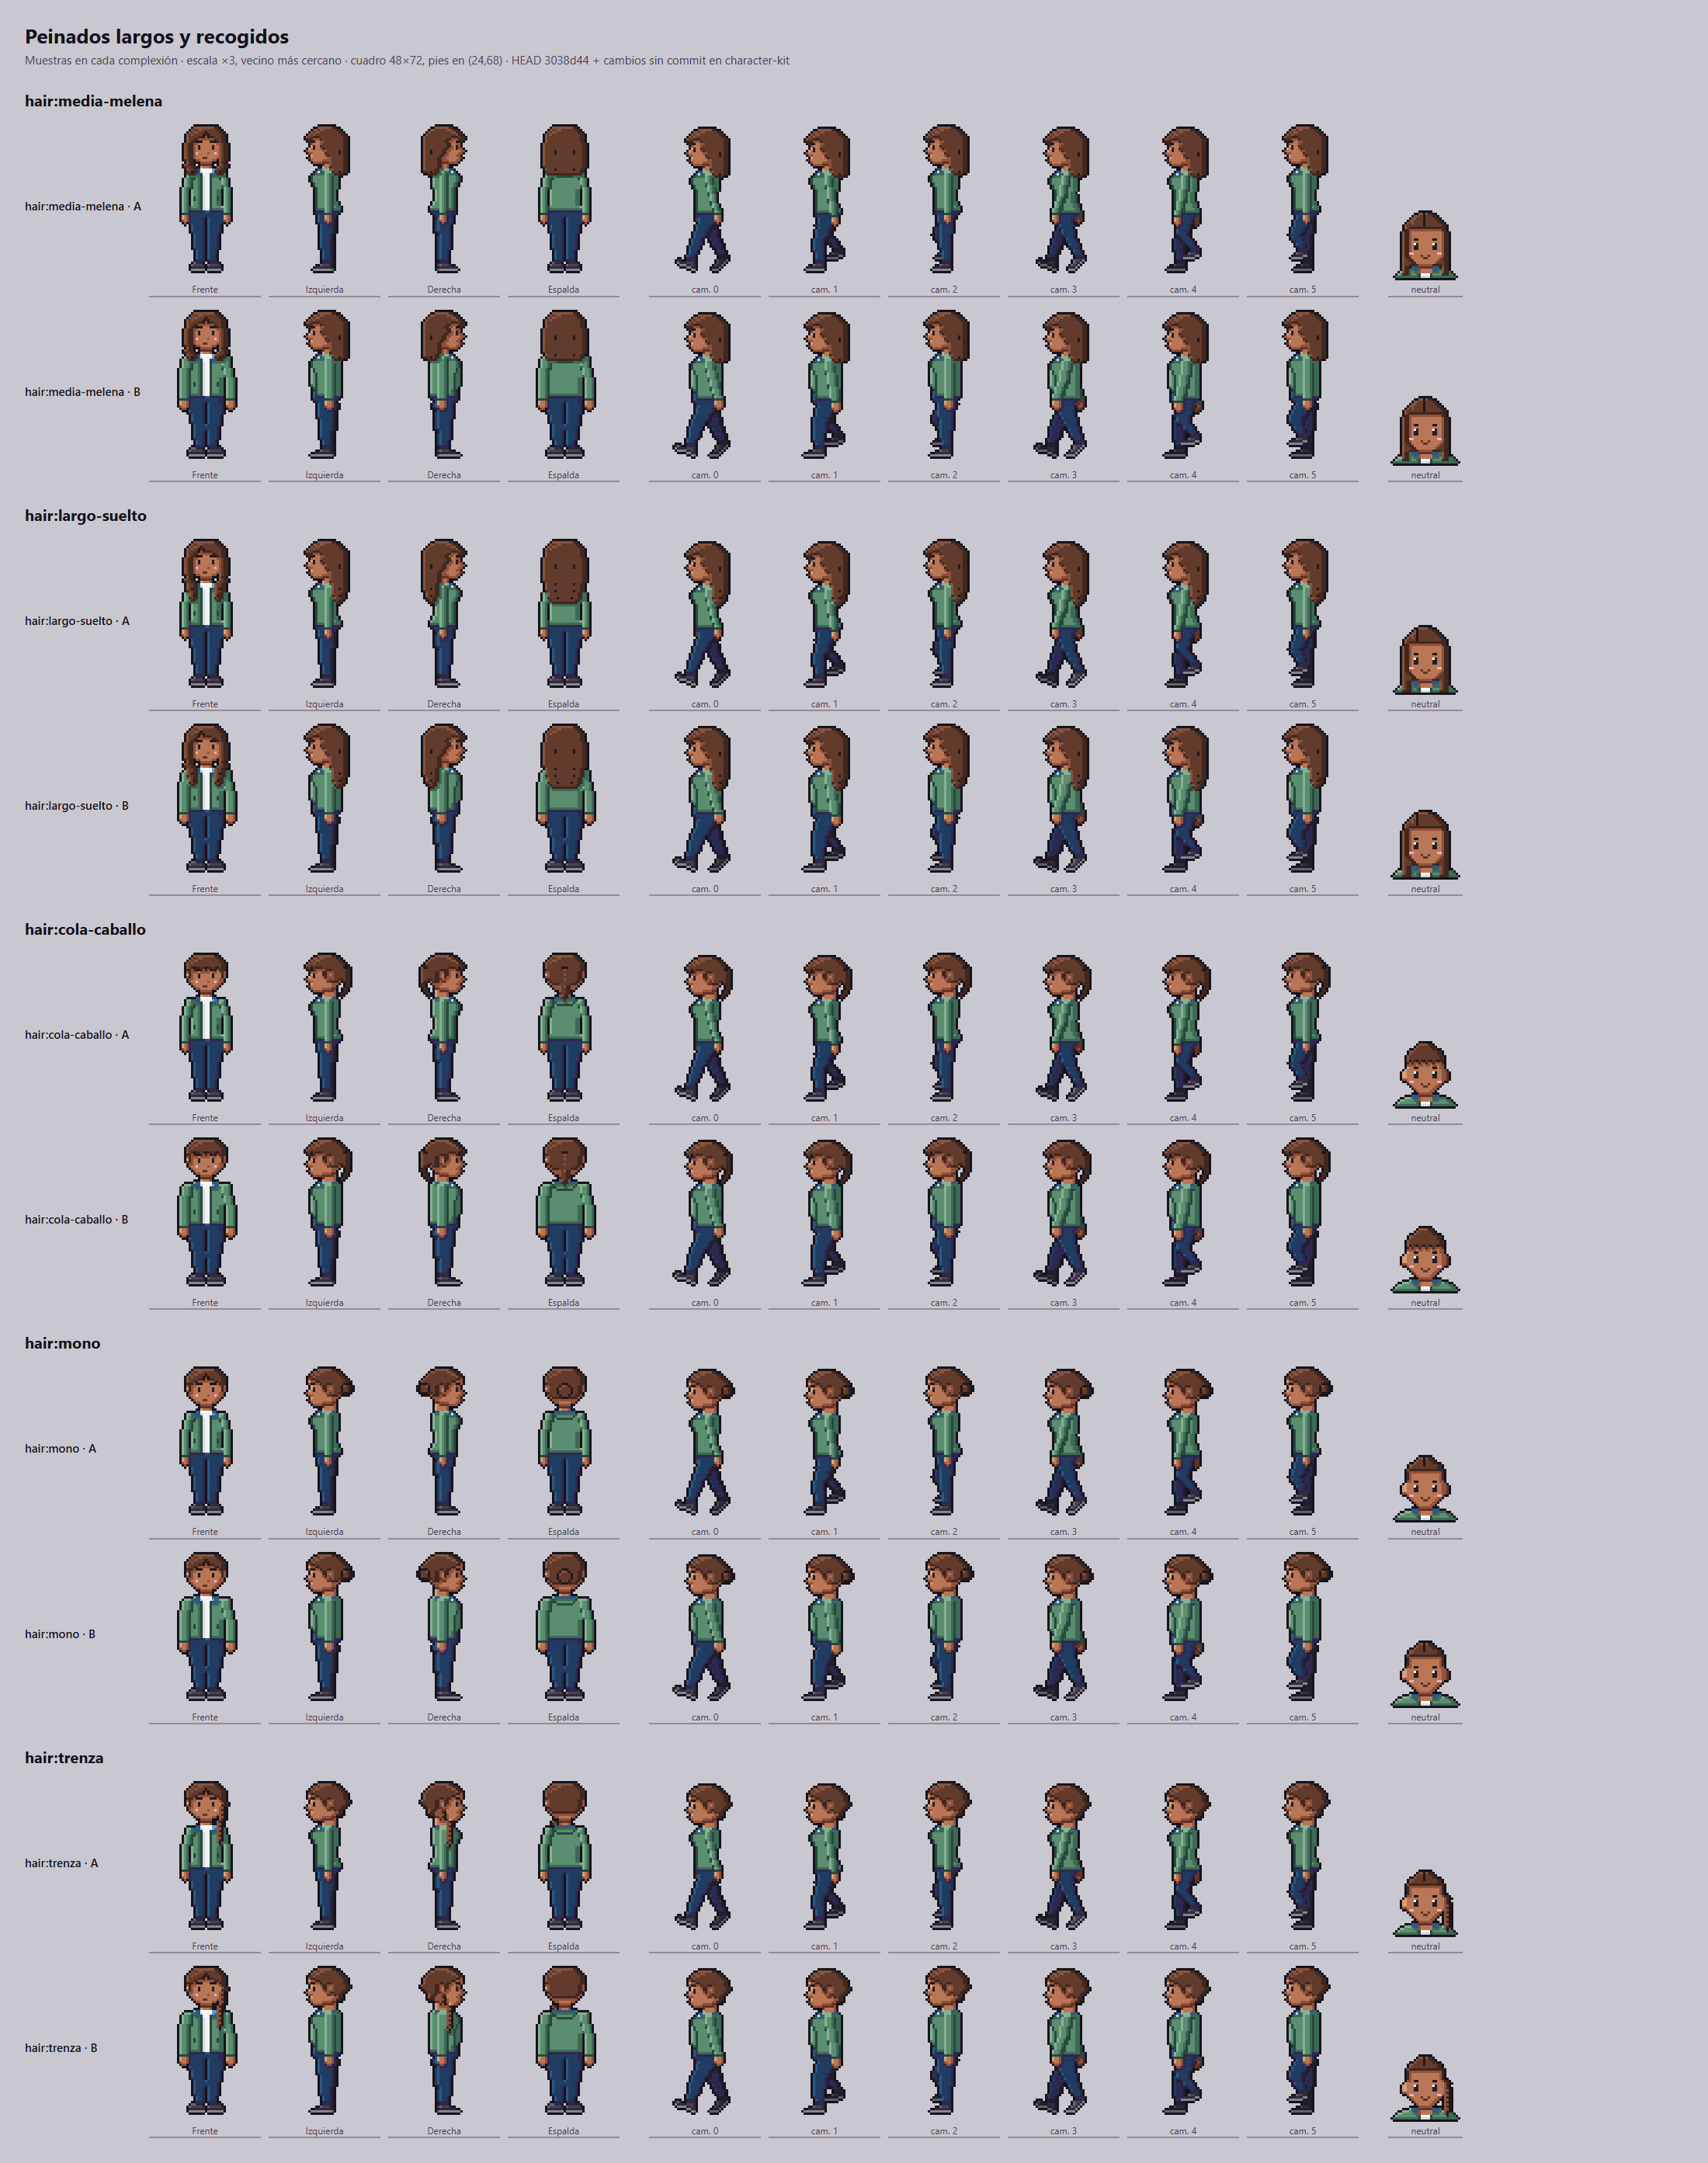 Peinados largos y recogidos
Muestras en cada complexión · escala ×3, vecino más cercano · cuadro 48×72, pies en (24,68) · HEAD 3038d44 + cambios sin commit en character-kit
hair:media-melena
hair:media-melena · A
Frente Izquierda Derecha Espalda cam. 0 cam. 1 cam. 2 cam. 3 cam. 4 cam. 5 neutral
hair:media-melena · B
Frente Izquierda Derecha Espalda cam. 0 cam. 1 cam. 2 cam. 3 cam. 4 cam. 5 neutral
hair:largo-suelto
hair:largo-suelto · A
Frente Izquierda Derecha Espalda cam. 0 cam. 1 cam. 2 cam. 3 cam. 4 cam. 5 neutral
hair:largo-suelto · B
Frente Izquierda Derecha Espalda cam. 0 cam. 1 cam. 2 cam. 3 cam. 4 cam. 5 neutral
hair:cola-caballo
hair:cola-caballo · A
Frente Izquierda Derecha Espalda cam. 0 cam. 1 cam. 2 cam. 3 cam. 4 cam. 5 neutral
hair:cola-caballo · B
Frente Izquierda Derecha Espalda cam. 0 cam. 1 cam. 2 cam. 3 cam. 4 cam. 5 neutral
hair:mono
hair:mono · A
Frente Izquierda Derecha Espalda cam. 0 cam. 1 cam. 2 cam. 3 cam. 4 cam. 5 neutral
hair:mono · B
Frente Izquierda Derecha Espalda cam. 0 cam. 1 cam. 2 cam. 3 cam. 4 cam. 5 neutral
hair:trenza
hair:trenza · A
Frente Izquierda Derecha Espalda cam. 0 cam. 1 cam. 2 cam. 3 cam. 4 cam. 5 neutral
hair:trenza · B
Frente Izquierda Derecha Espalda cam. 0 cam. 1 cam. 2 cam. 3 cam. 4 cam. 5 neutral